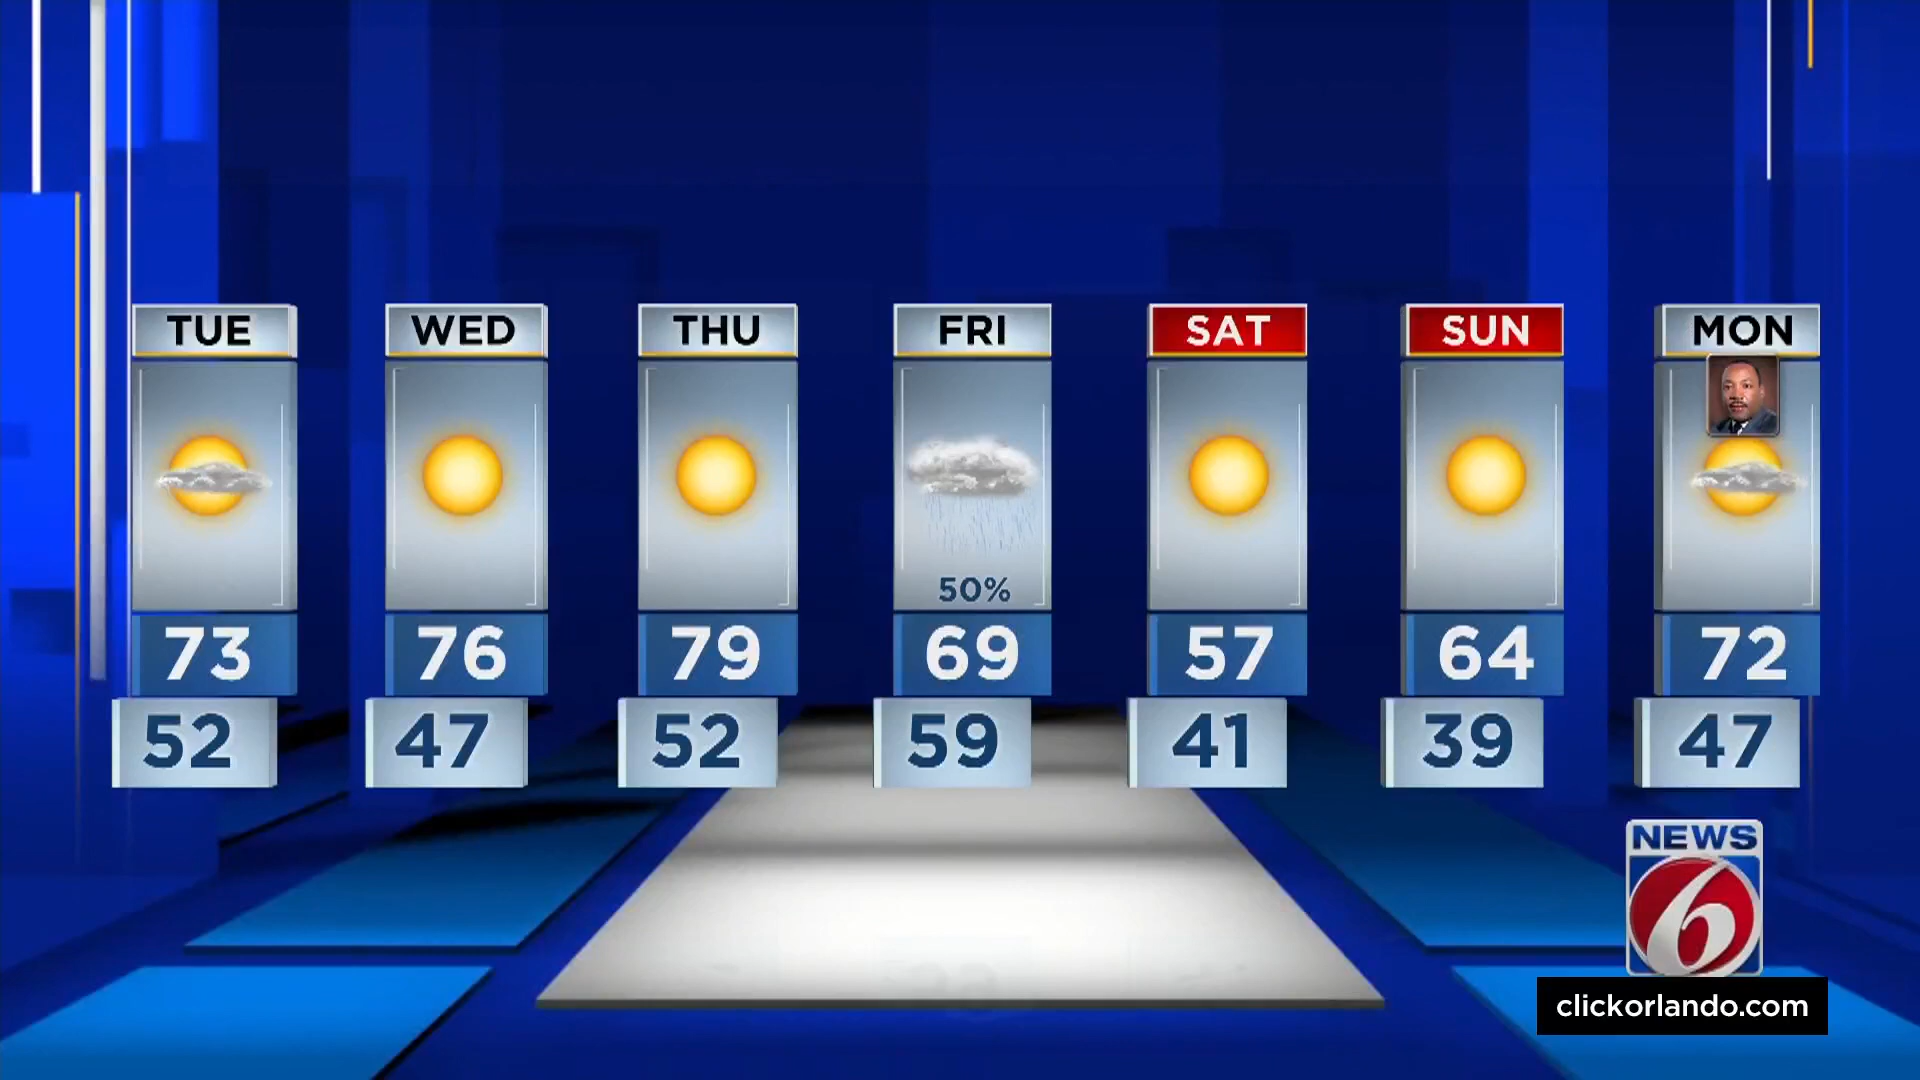 TUE WED THU FRI SAT SUN MON
50%
73 76 79 69 57 64 72
52 47 52 59 41 39 47
NEWS
6
clickorlando.com